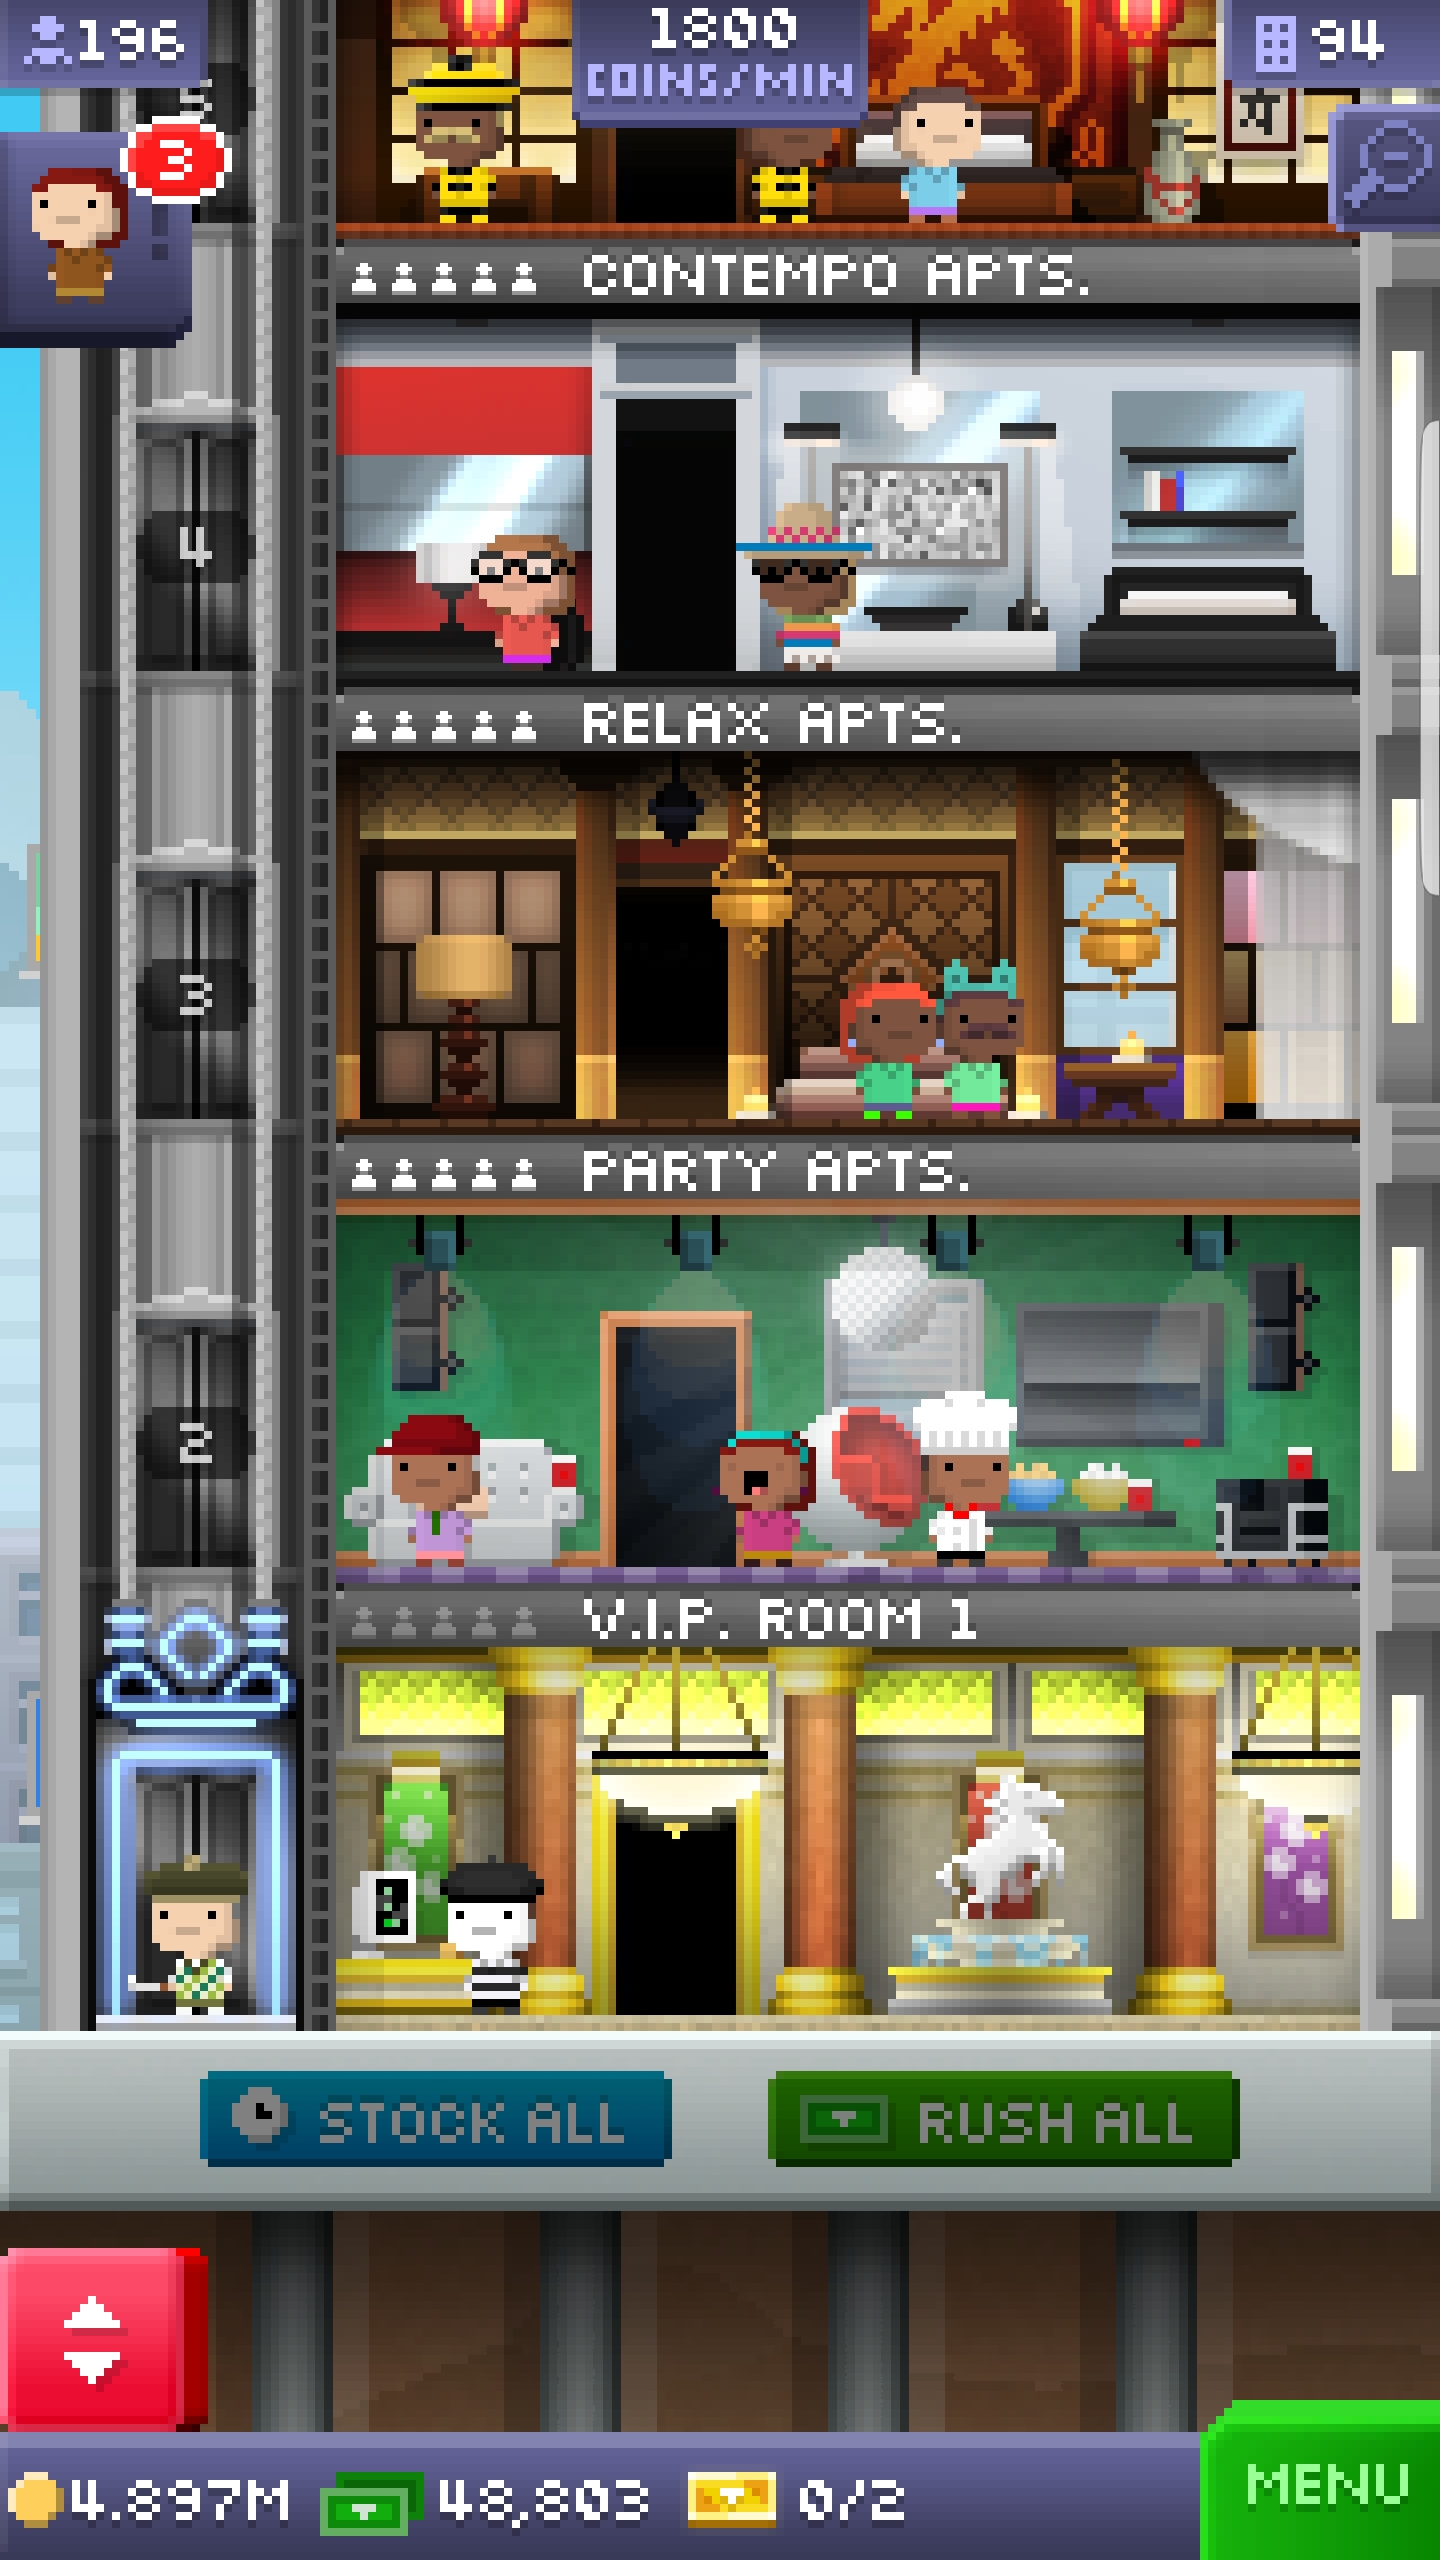 196
1800
COINS/MIN
94
5
3
CONTEMPO APTS.
4
RELAX APTS.
3
PARTY APTS.
2
V.I.P. ROOM 1
STOCK ALL
RUSH ALL
MENU
4.897M
48,803
0/2